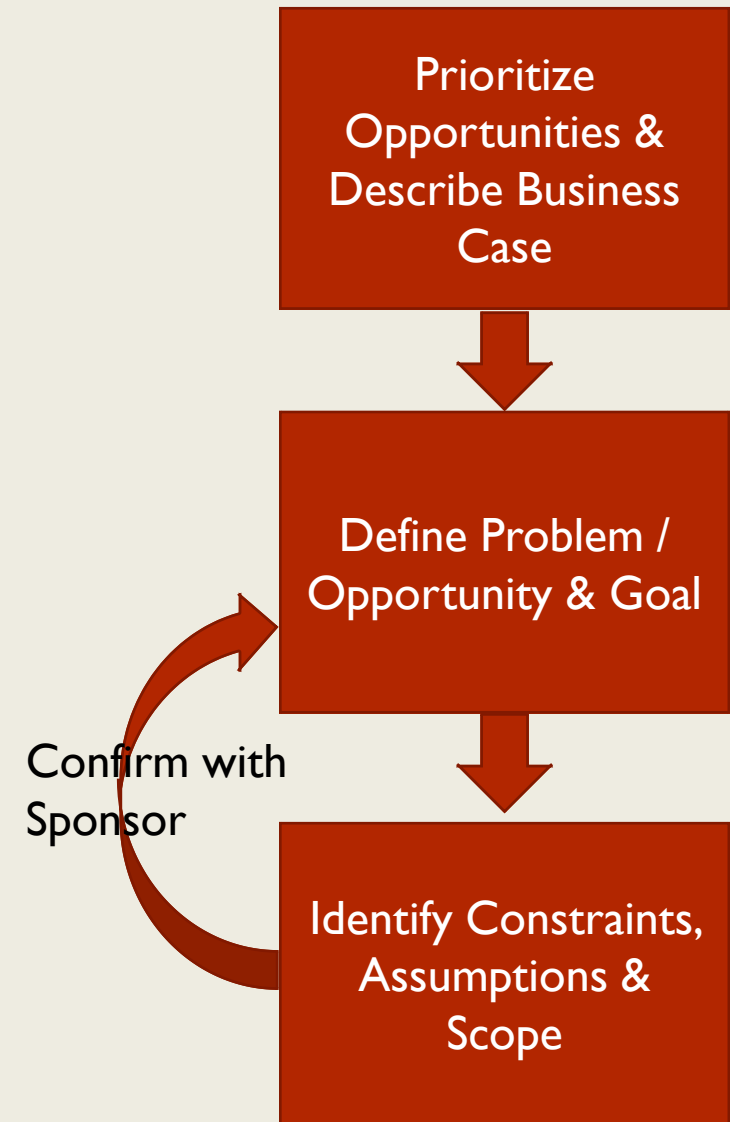 Prioritize
Opportunities &
Describe Business
Case
Define Problem /
Opportunity & Goal
Confirm with
Sponsor
Identify Constraints,
Assumptions &
Scope